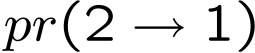 pr(2 → 1)